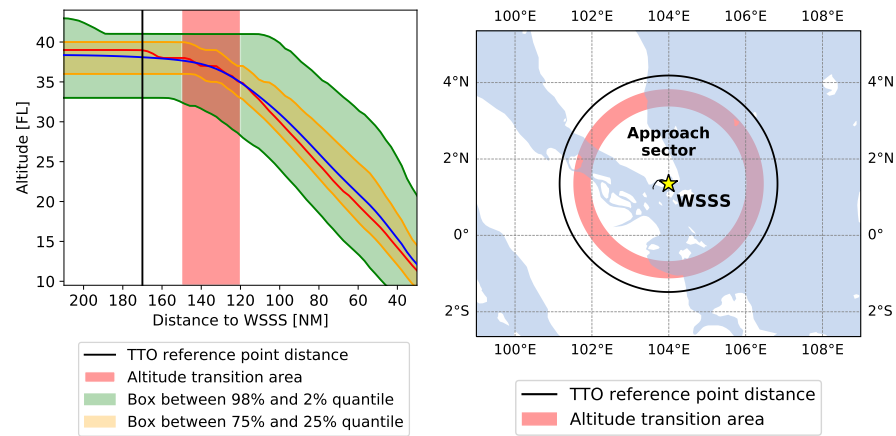 40
35
30
25
20
15
10
Altitude [FL]
200 180 160 140 120 100 80 60 40
Distance to WSSS [NM]
TTO reference point distance
Altitude transition area
Box between 98% and 2% quantile
Box between 75% and 25% quantile
100°E 102°E 104°E 106°E 108°E
4°N 4°N
2°N 2°N
0° 0°
2°S 2°S
Approach
sector
WSSS
100°E 102°E 104°E 106°E 108°E
TTO reference point distance
Altitude transition area